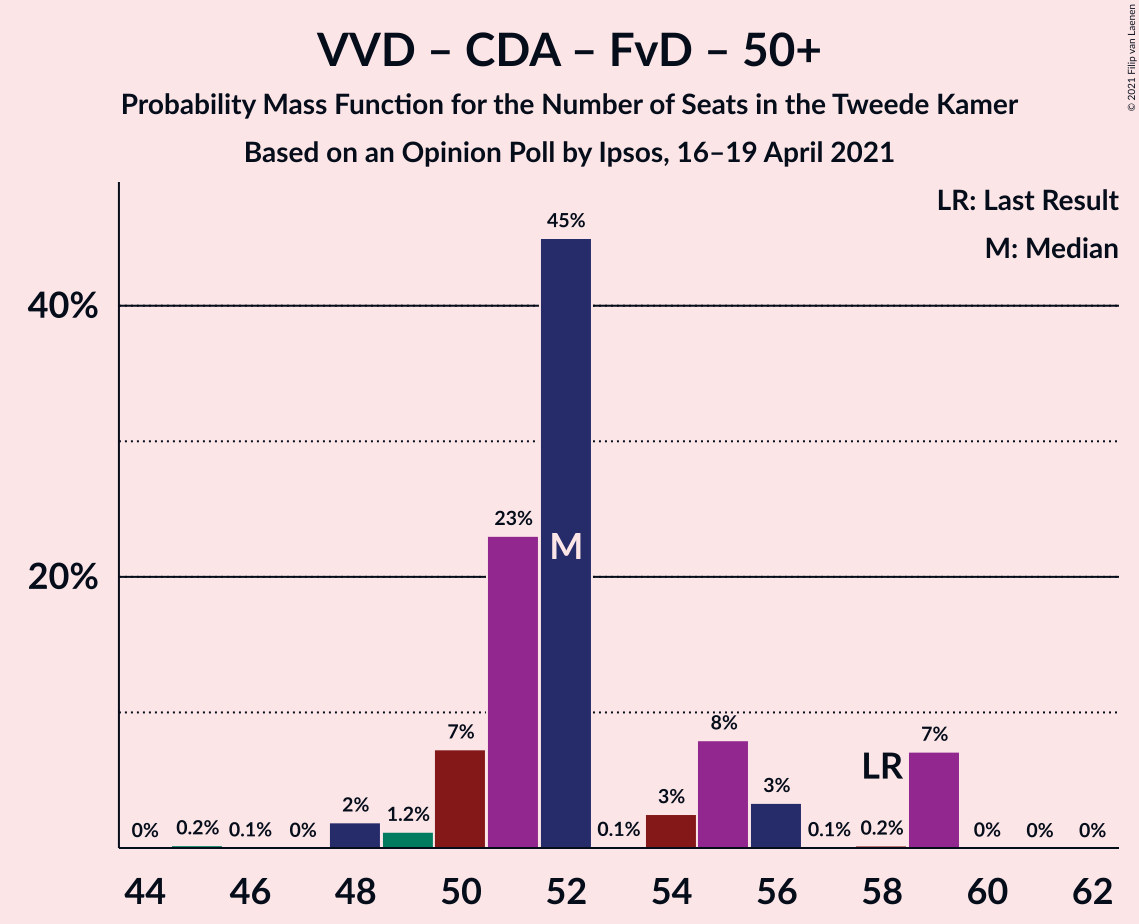 VVD – CDA – FvD – 50+
Probability Mass Function for the Number of Seats in the Tweede Kamer
Based on an Opinion Poll by Ipsos, 16–19 April 2021
© 2021 Filip van Laenen
LR: Last Result
M: Median
45%
40%
23%
M
20%
8%
7%
7%
LR
3%
3%
2%
1.2%
0% 0.2% 0.1% 0% 0.1% 0.1% 0.2% 0% 0% 0%
44 46 48 50 52 54 56 58 60 62